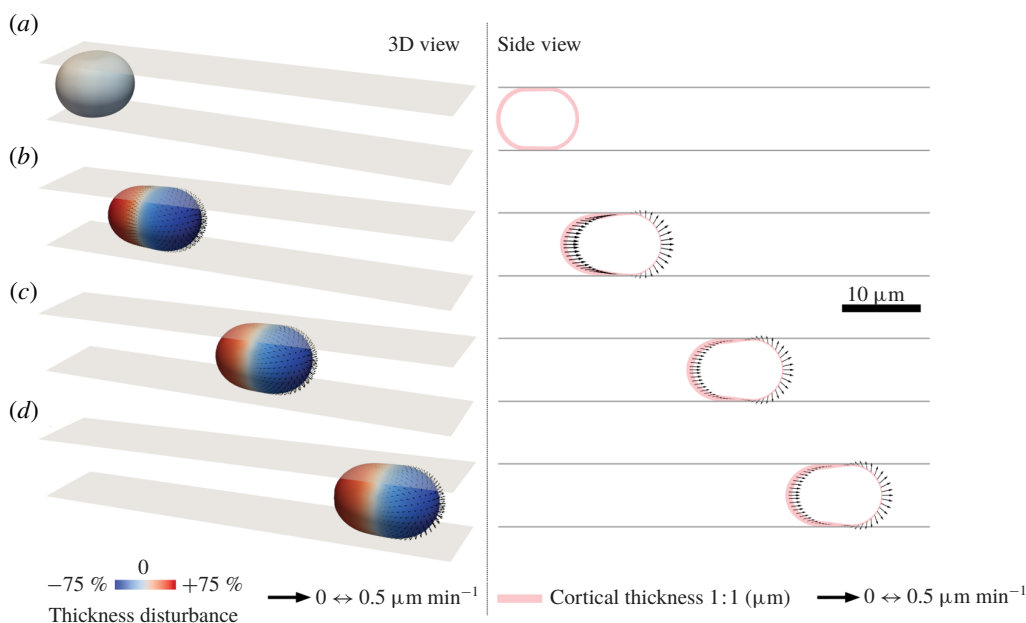 (a)
3D view
Side view
(b)
(c)
10 μm
(d)
0
−75 %
+75 %
Thickness disturbance
0 ↔ 0.5 μm min⁻¹
Cortical thickness 1:1 (μm)
0 ↔ 0.5 μm min⁻¹